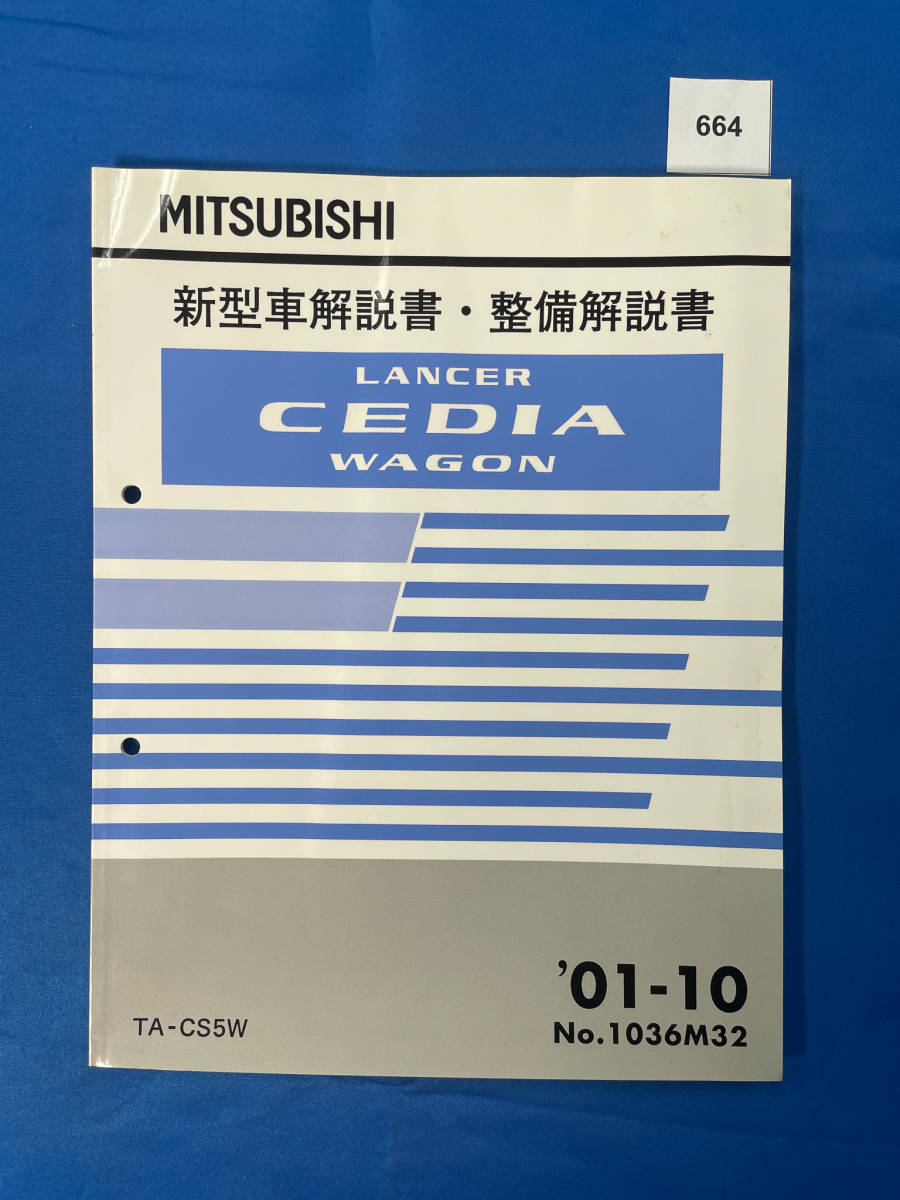 664
MITSUBISHI
新型車解説書・整備解説書
LANCER
CEDIA
WAGON
'01-10
TA-CS5W
No.1036M32